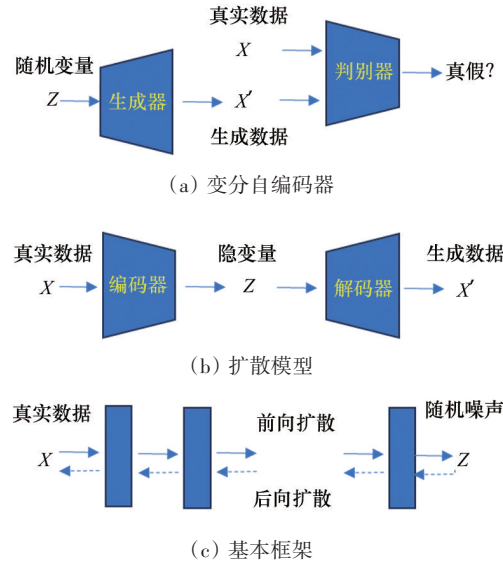 真实数据
随机变量
X
判别器
真假?
Z
生成器
X′
生成数据
(a) 变分自编码器
真实数据
隐变量
生成数据
X
编码器
Z
解码器
X′
(b) 扩散模型
真实数据
随机噪声
前向扩散
X
Z
后向扩散
(c) 基本框架